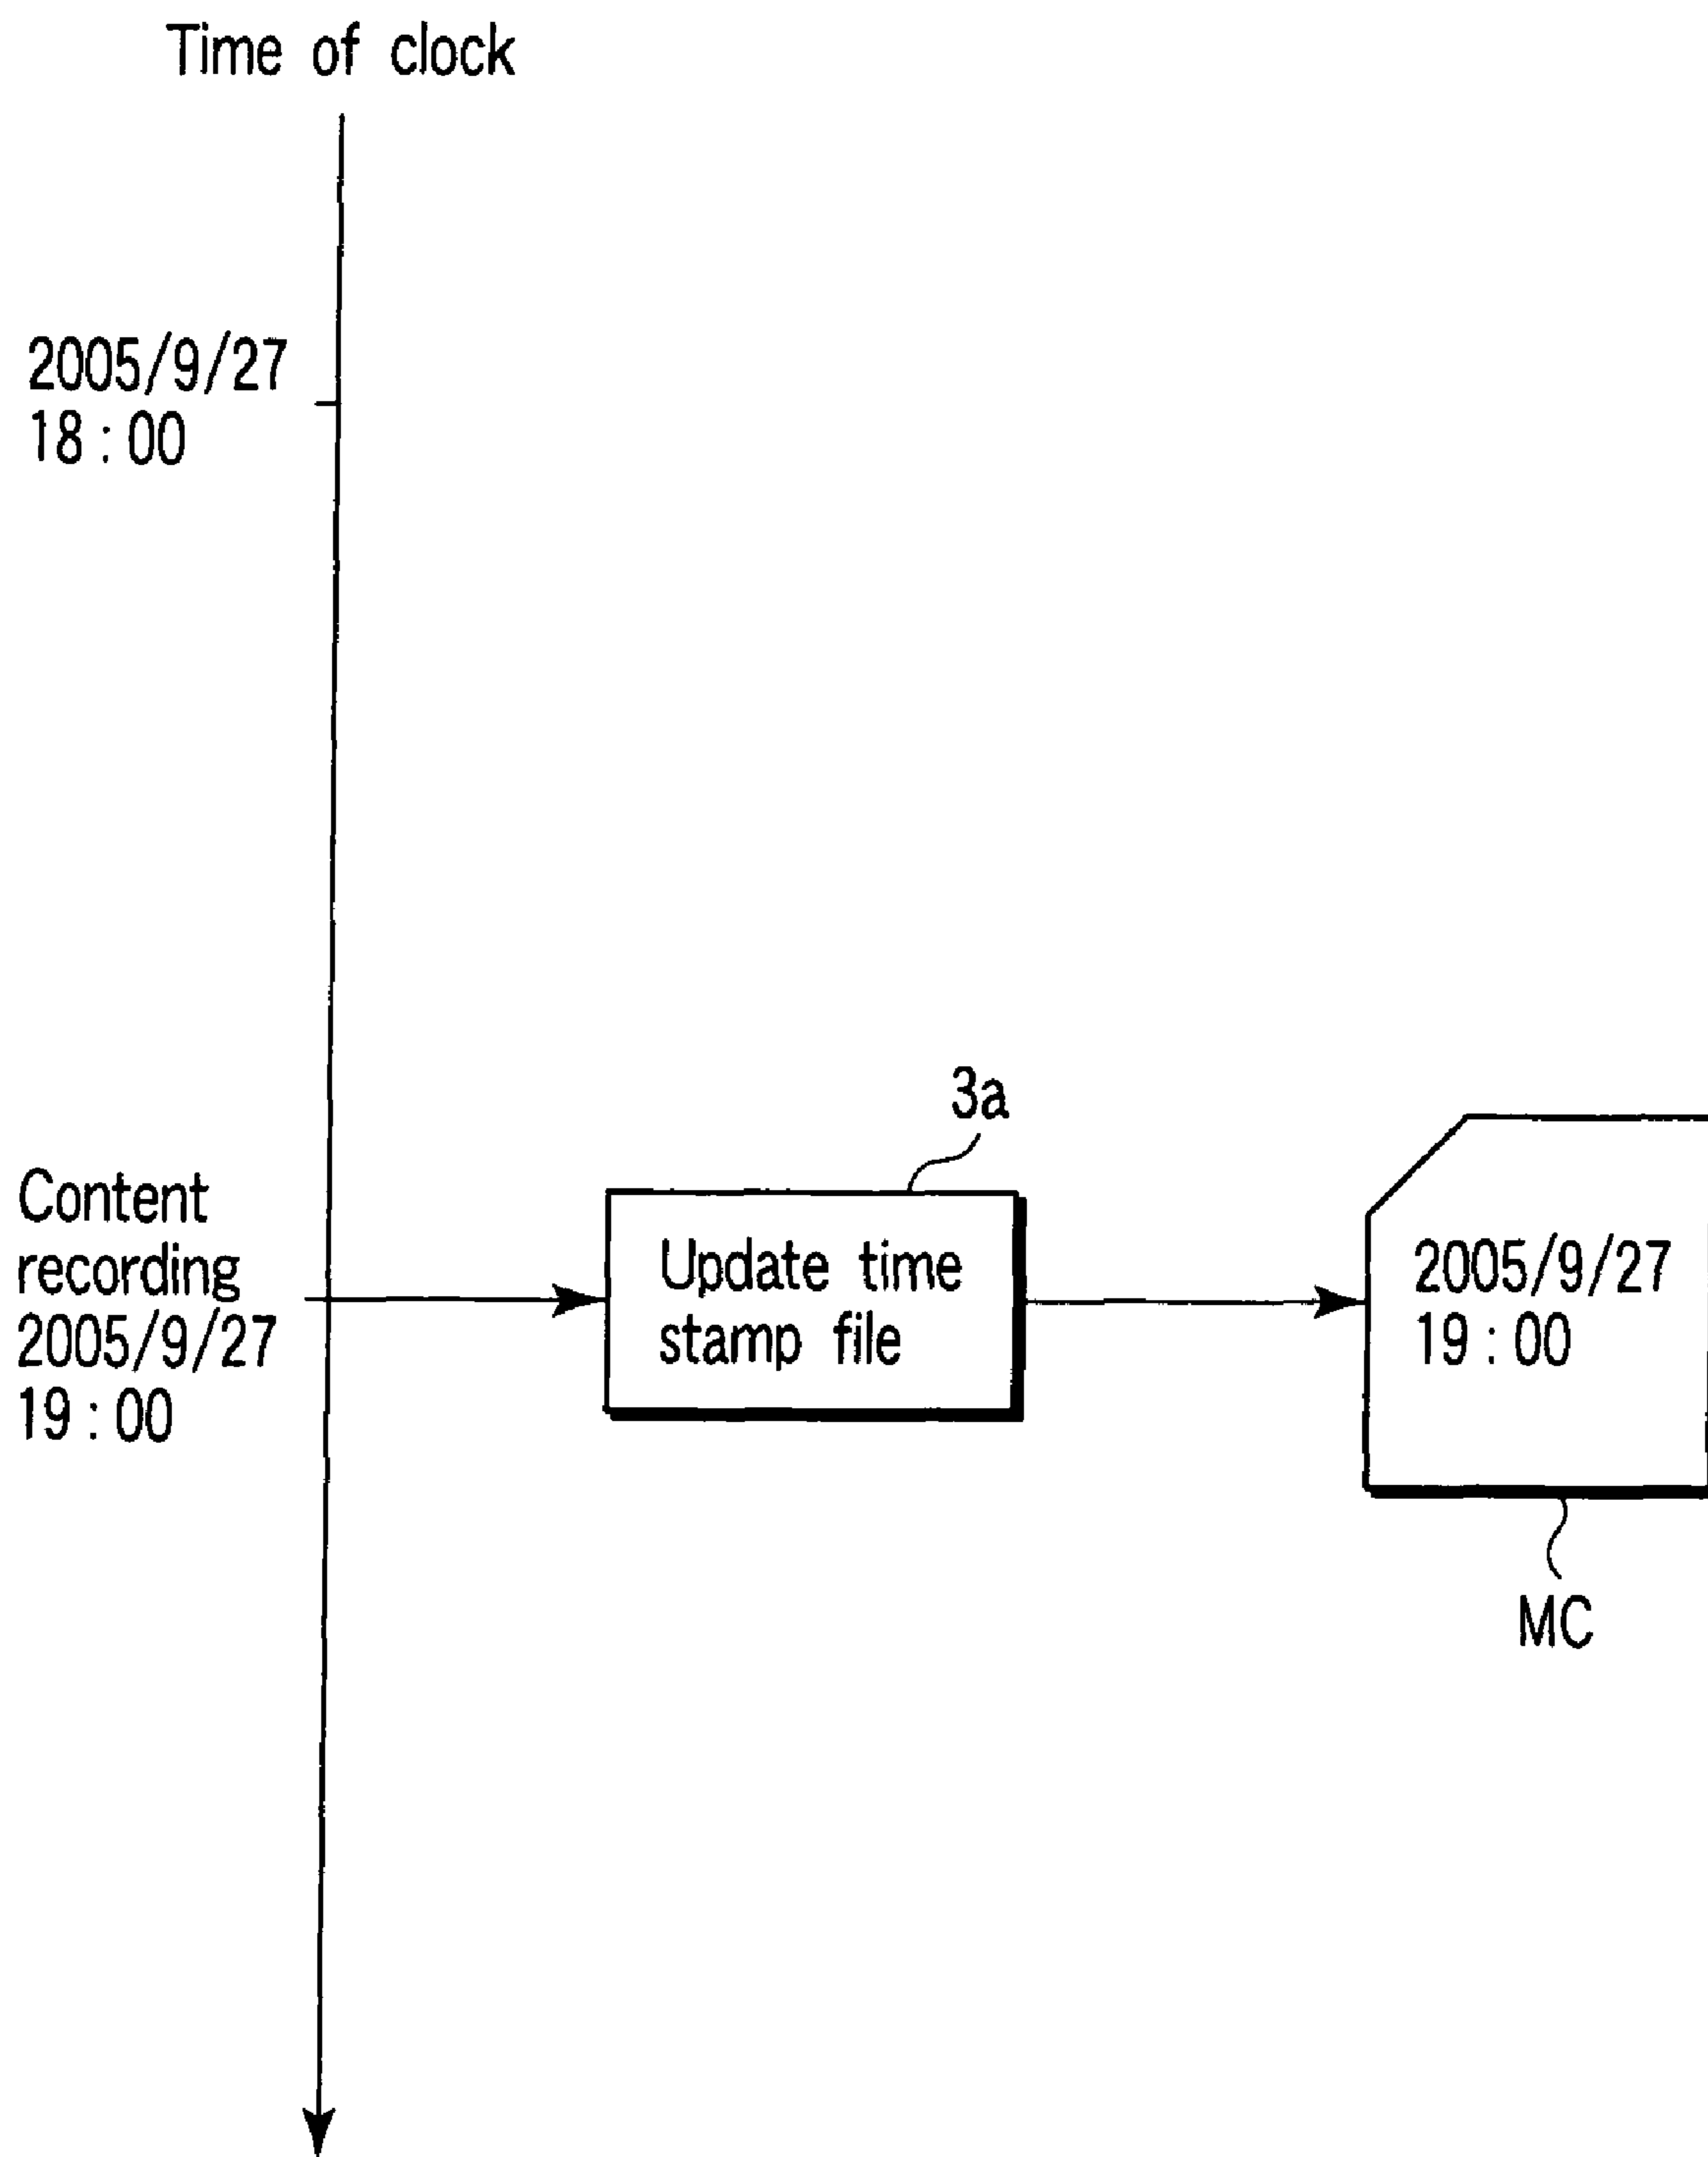 Time of clock
2005/9/27
18:00
3a
Content
recording
2005/9/27
19:00
Update time
stamp file
2005/9/27
19:00
MC